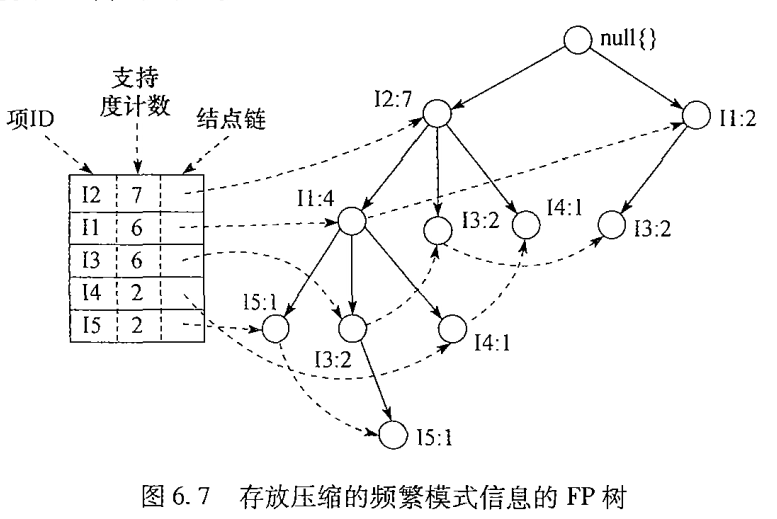 null{}
支持
度计数
项ID
结点链
I2:7
I1:2
I2 7
I1 6
I3 6
I4 2
I5 2
I1:4
I3:2
I4:1
I3:2
I5:1
I3:2
I4:1
I5:1
图 6.7 存放压缩的频繁模式信息的 FP 树